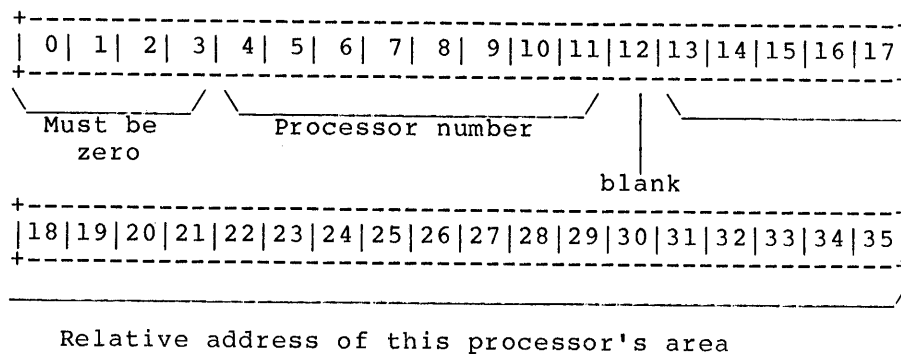 | 0| 1| 2| 3| 4| 5| 6| 7| 8| 9|10|11|12|13|14|15|16|17
Must be zero
Processor number
blank
|18|19|20|21|22|23|24|25|26|27|28|29|30|31|32|33|34|35
Relative address of this processor's area